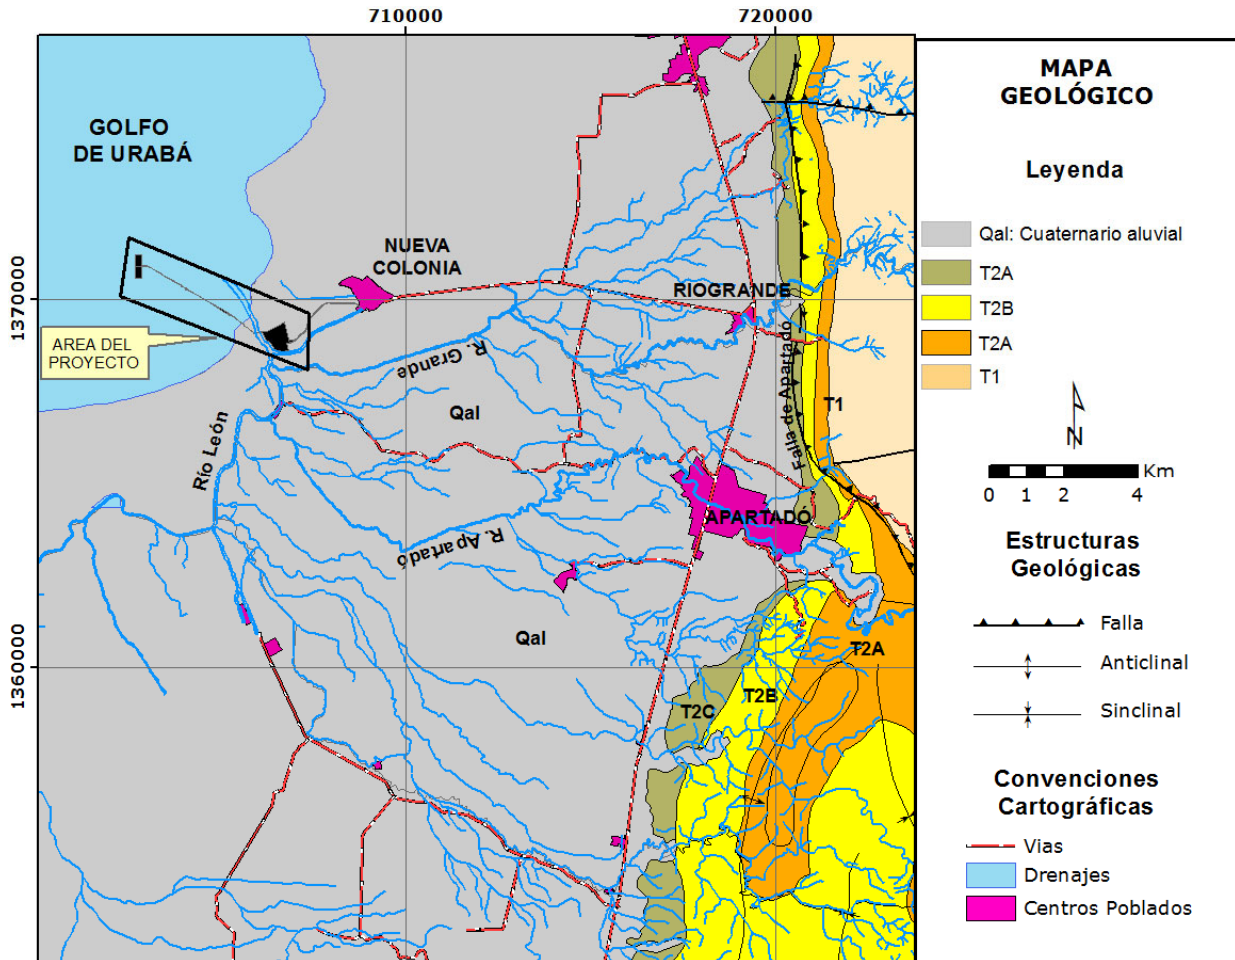 710000
720000
1370000
1360000
GOLFO
DE URABÁ
NUEVA
COLONIA
RIOGRANDE
AREA DEL
PROYECTO
R. Grande
Falla de Apartado
T1
Qal
Río León
APARTADÓ
R. Apartadó
Qal
T2A
T2B
T2C
MAPA
GEOLÓGICO
Leyenda
Qal: Cuaternario aluvial
T2A
T2B
T2A
T1
N
Km
0 1 2 4
Estructuras
Geológicas
Falla
Anticlinal
Sinclinal
Convenciones
Cartográficas
Vias
Drenajes
Centros Poblados